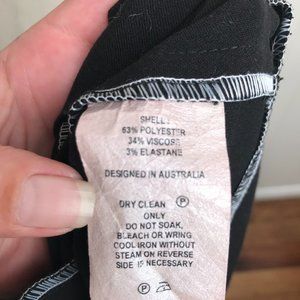 SHELL:
63% POLYESTER
34% VISCOSE
3% ELASTANE
DESIGNED IN AUSTRALIA
DRY CLEAN Ⓟ
ONLY
DO NOT SOAK,
BLEACH OR WRING.
COOL IRON WITHOUT
STEAM ON REVERSE
SIDE IS NECESSARY
Ⓟ